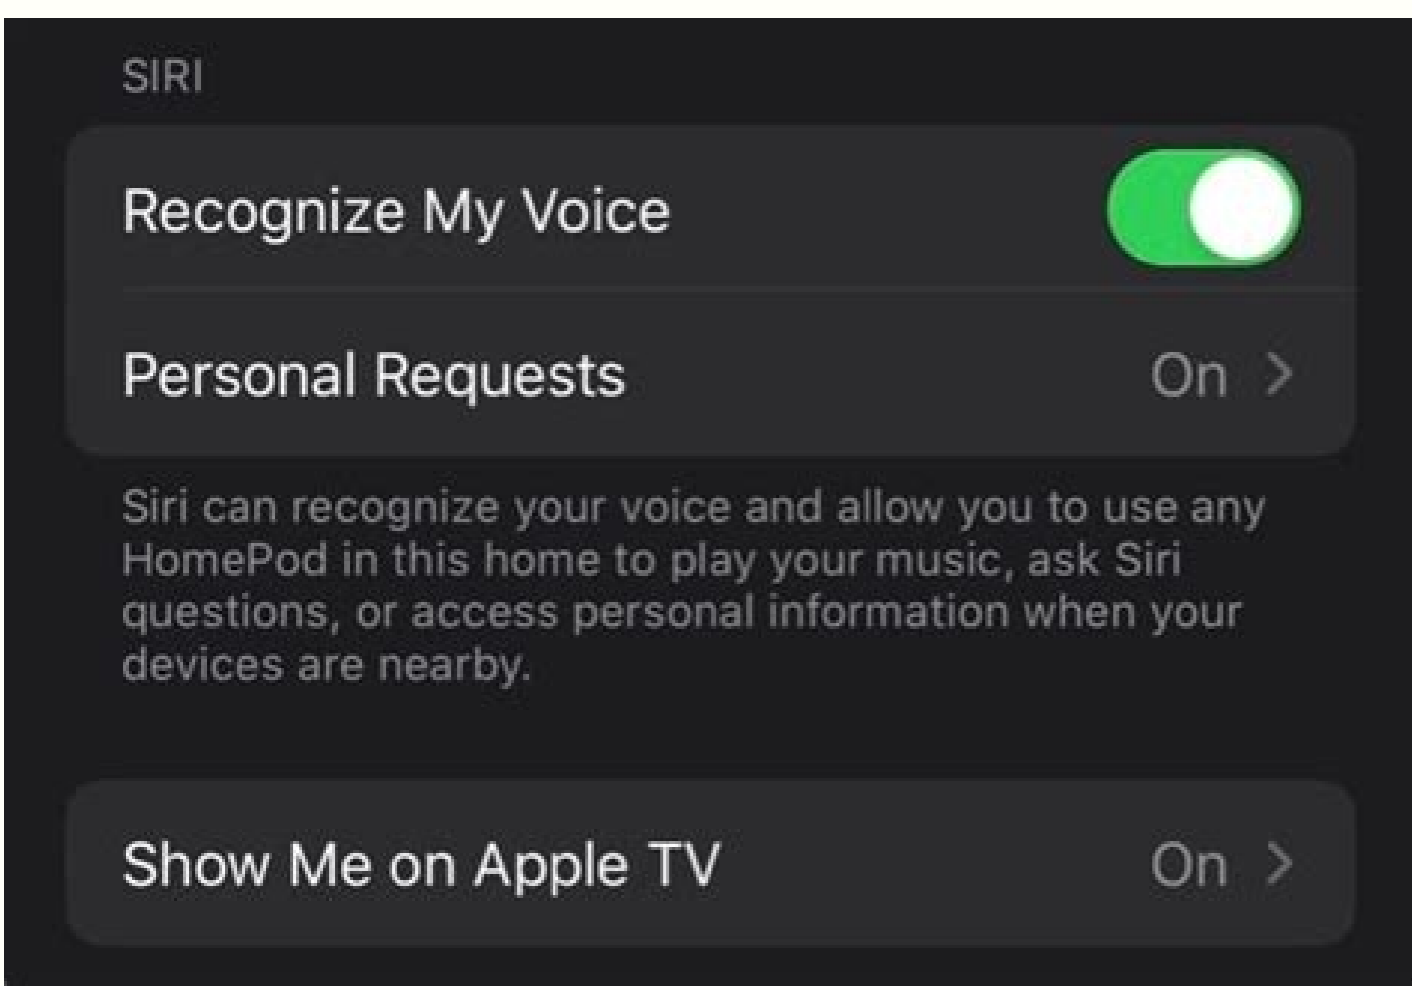 SIRI
Recognize My Voice
Personal Requests On
Siri can recognize your voice and allow you to use any
HomePod in this home to play your music, ask Siri
questions, or access personal information when your
devices are nearby.
Show Me on Apple TV On